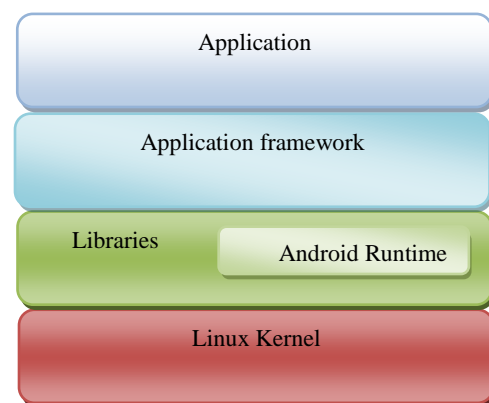 Application
Application framework
Libraries
Android Runtime
Linux Kernel